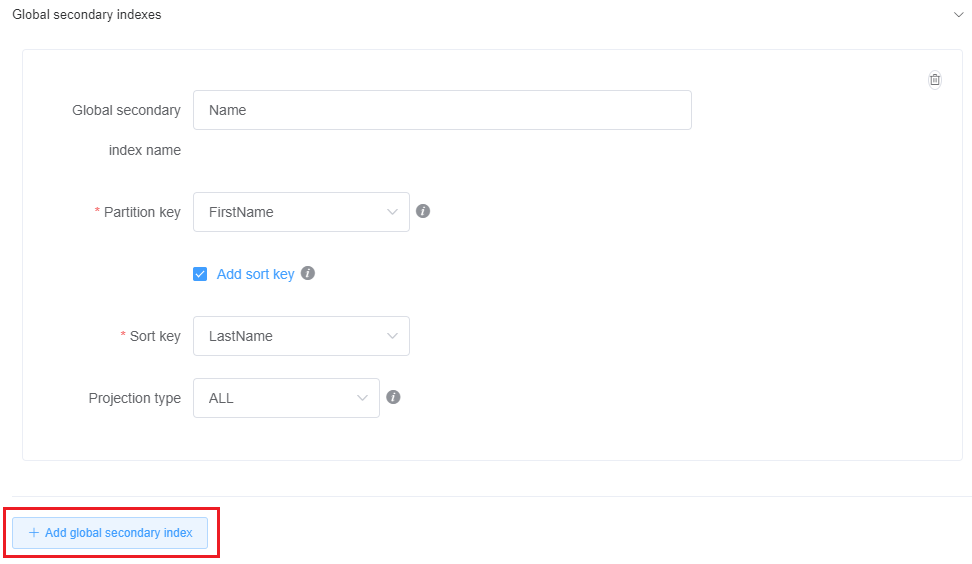 Global secondary indexes
Global secondary
index name
Name
* Partition key
FirstName
Add sort key
* Sort key
LastName
Projection type
ALL
+ Add global secondary index